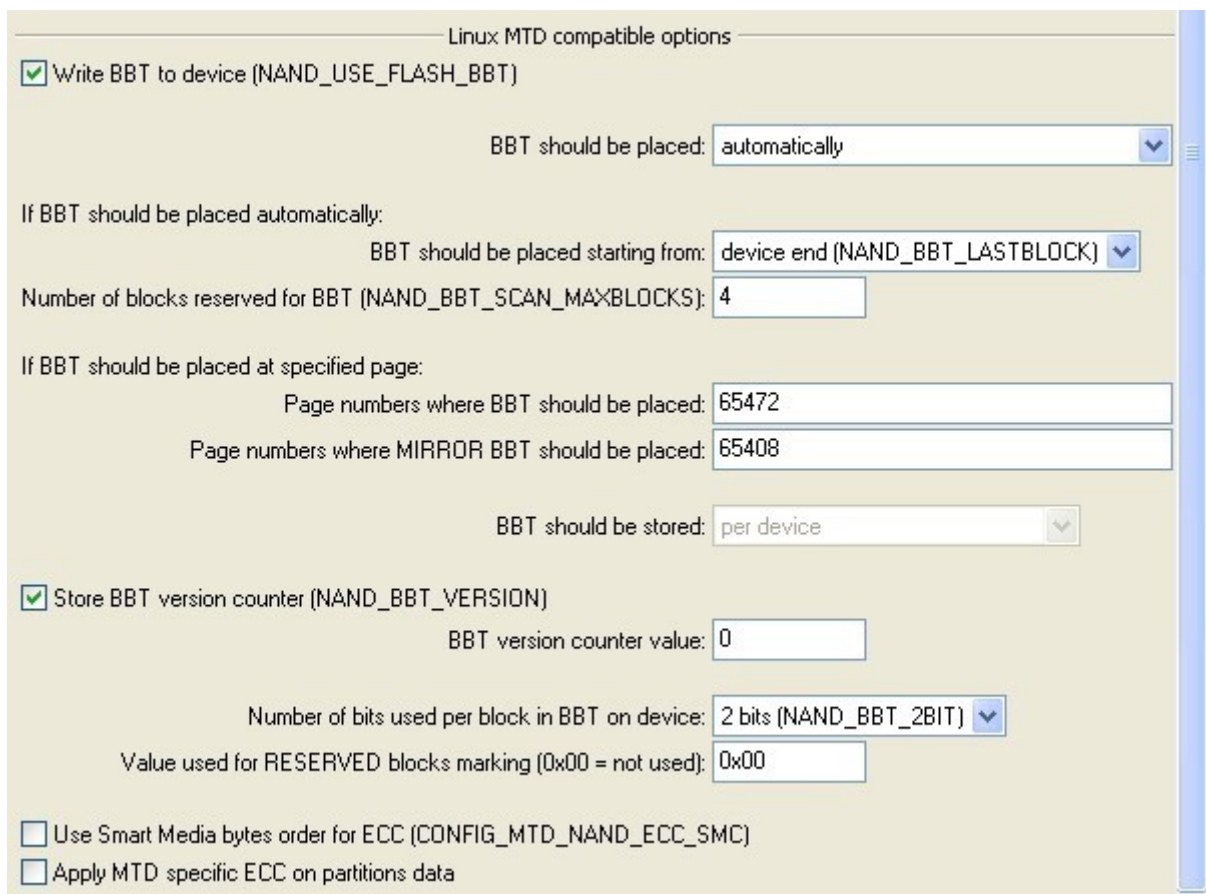 Linux MTD compatible options
Write BBT to device (NAND_USE_FLASH_BBT)
BBT should be placed: automatically
If BBT should be placed automatically:
BBT should be placed starting from: device end (NAND_BBT_LASTBLOCK)
Number of blocks reserved for BBT (NAND_BBT_SCAN_MAXBLOCKS): 4
If BBT should be placed at specified page:
Page numbers where BBT should be placed: 65472
Page numbers where MIRROR BBT should be placed: 65408
BBT should be stored: per device
Store BBT version counter (NAND_BBT_VERSION)
BBT version counter value: 0
Number of bits used per block in BBT on device: 2 bits (NAND_BBT_2BIT)
Value used for RESERVED blocks marking (0x00 = not used): 0x00
Use Smart Media bytes order for ECC (CONFIG_MTD_NAND_ECC_SMC)
Apply MTD specific ECC on partitions data